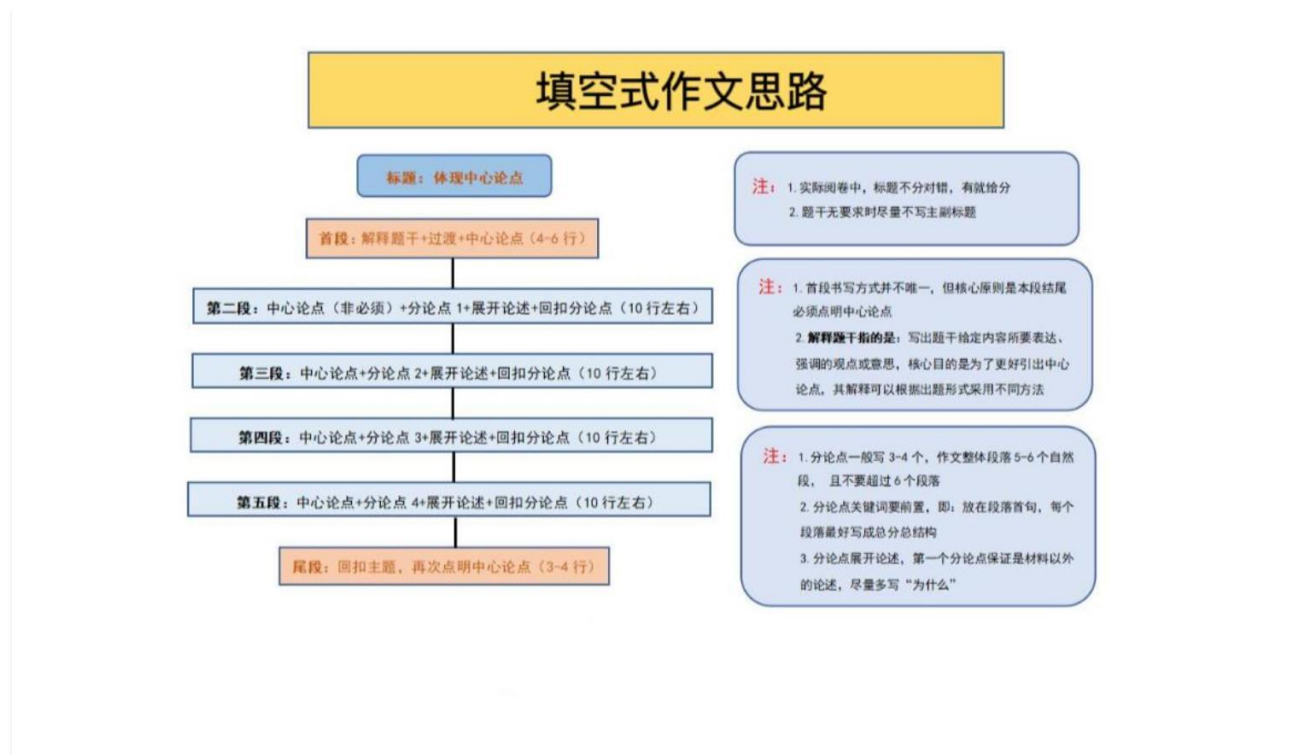 填空式作文思路
标题：体现中心论点
首段：解释题干+过渡+中心论点（4-6 行）
第二段：中心论点（非必须）+分论点 1+展开论述+回扣分论点（10 行左右）
第三段：中心论点+分论点 2+展开论述+回扣分论点（10 行左右）
第四段：中心论点+分论点 3+展开论述+回扣分论点（10 行左右）
第五段：中心论点+分论点 4+展开论述+回扣分论点（10 行左右）
尾段：回扣主题，再次点明中心论点（3-4 行）
注：1. 实际阅卷中，标题不分对错，有就给分
2. 题干无要求时尽量不写主副标题
注：1. 首段书写方式并不唯一，但核心原则是本段结尾
必须点明中心论点
2. 解释题干指的是：写出题干给定内容所要表达、
强调的观点或意思，核心目的是为了更好引出中心
论点，其解释可以根据出题形式采用不同方法
注：1. 分论点一般写 3-4 个，作文整体段落 5-6 个自然
段， 且不要超过 6 个段落
2. 分论点关键词要前置，即：放在段落首句，每个
段落最好写成总分总结构
3. 分论点展开论述，第一个分论点保证是材料以外
的论述，尽量多写“为什么”